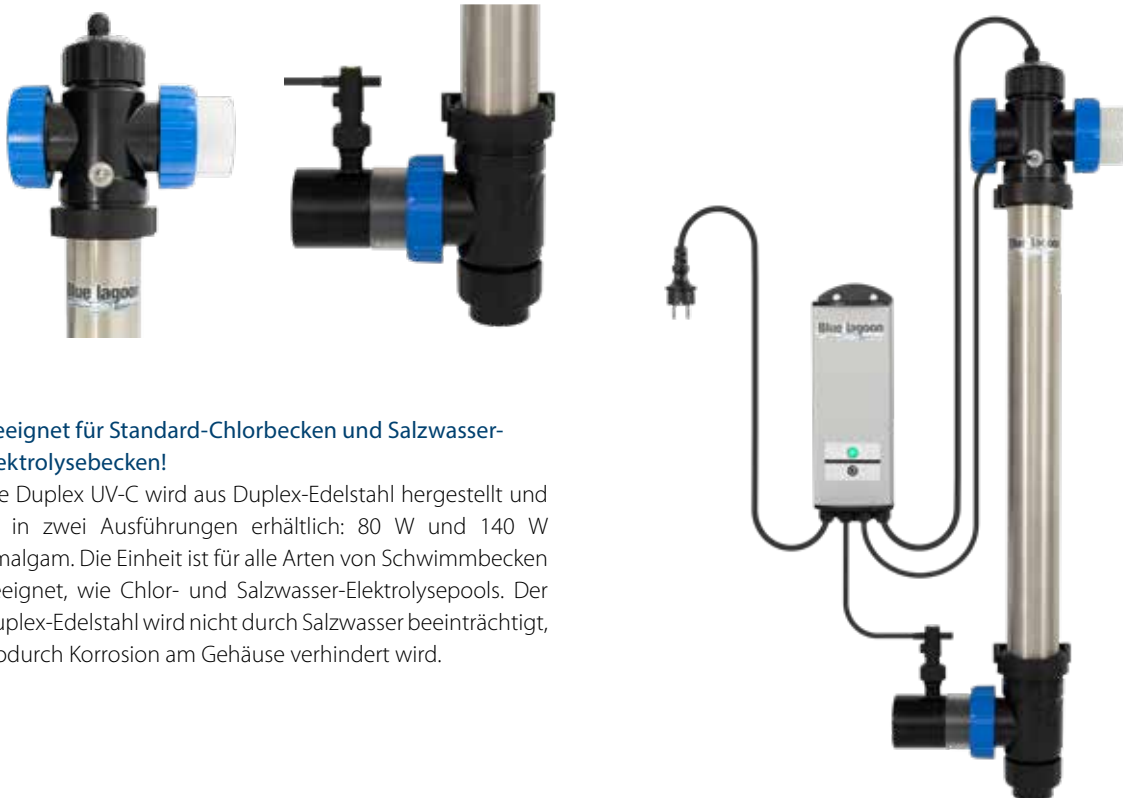 Blue lagoon
Blue lagoon
Blue lagoon
eeignet für Standard-Chlorbecken und Salzwasser-
ektrolysebecken!
e Duplex UV-C wird aus Duplex-Edelstahl hergestellt und
in zwei Ausführungen erhältlich: 80 W und 140 W
malgam. Die Einheit ist für alle Arten von Schwimmbecken
eeignet, wie Chlor- und Salzwasser-Elektrolysepools. Der
uplex-Edelstahl wird nicht durch Salzwasser beeinträchtigt,
odurch Korrosion am Gehäuse verhindert wird.